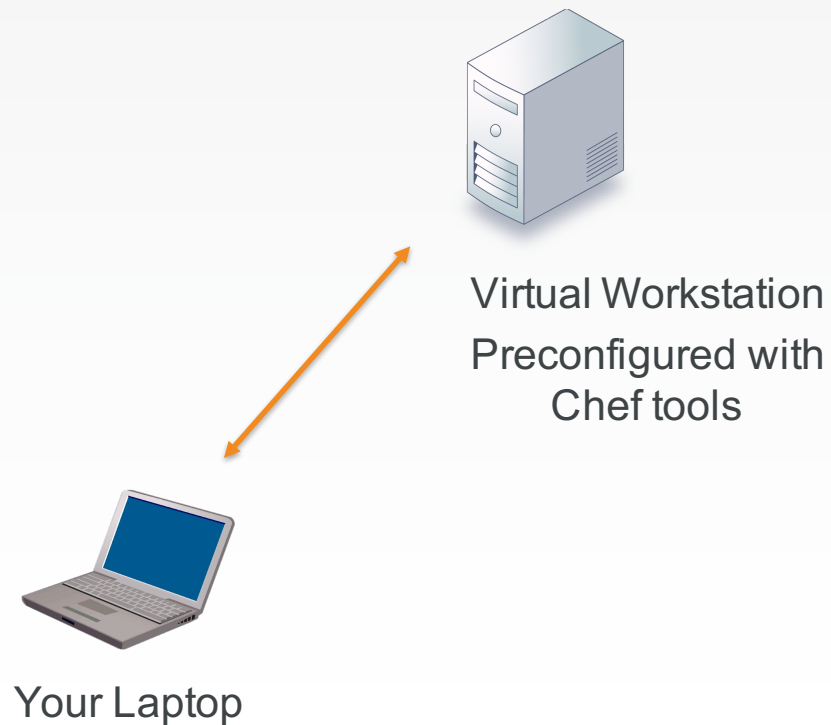 Virtual Workstation
Preconfigured with
Chef tools
Your Laptop